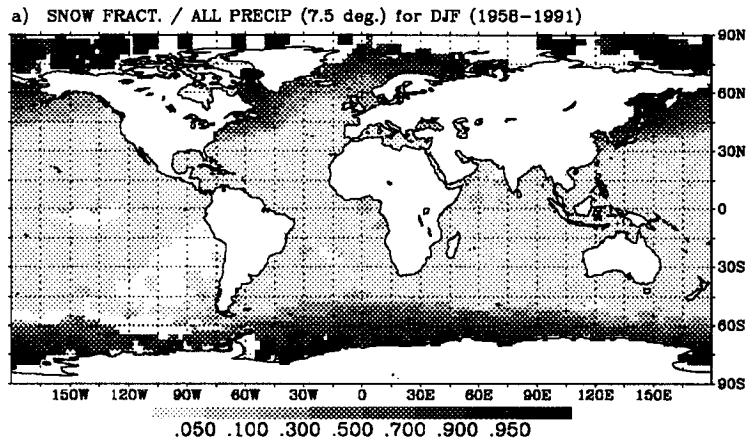 a) SNOW FRACT. / ALL PRECIP (7.5 deg.) for DJF (1958–1991)
90N
60N
30N
0
30S
60S
90S
150W 120W 90W 60W 30W 0 30E 60E 90E 120E 150E
.050 .100 .300 .500 .700 .900 .950